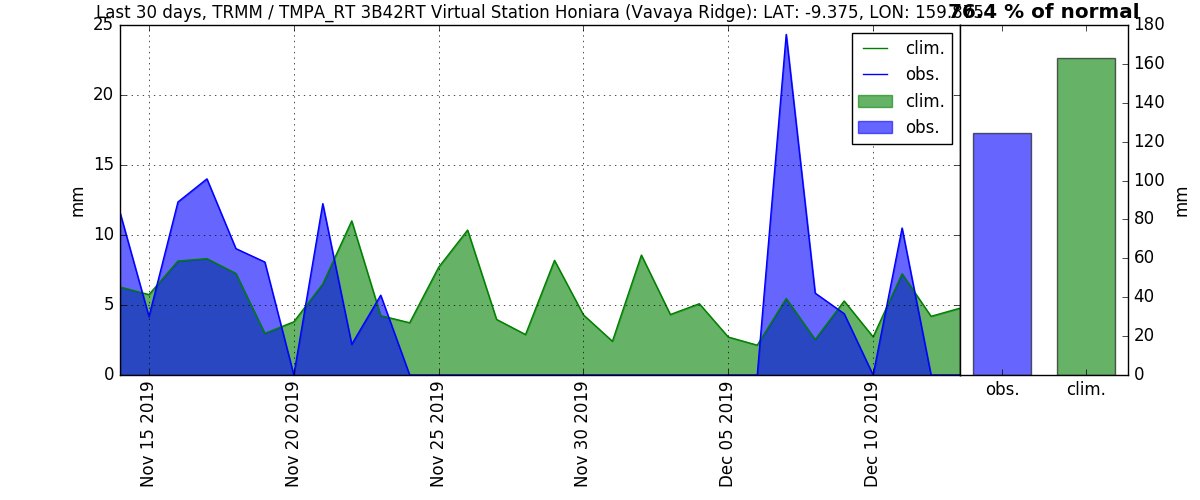 Last 30 days, TRMM / TMPA_RT 3B42RT Virtual Station Honiara (Vavaya Ridge): LAT: -9.375, LON:
76.4 % of normal
mm
25
20
15
10
5
0
clim.
obs.
clim.
obs.
180
160
140
120
100
80
60
40
20
0
mm
Nov 15 2019
Nov 20 2019
Nov 25 2019
Nov 30 2019
Dec 05 2019
Dec 10 2019
obs.
clim.